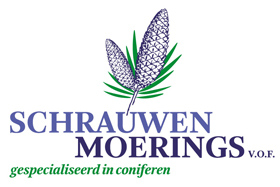 SCHRAUWEN
MOERINGS V.O.F.
gespecialiseerd in coniferen